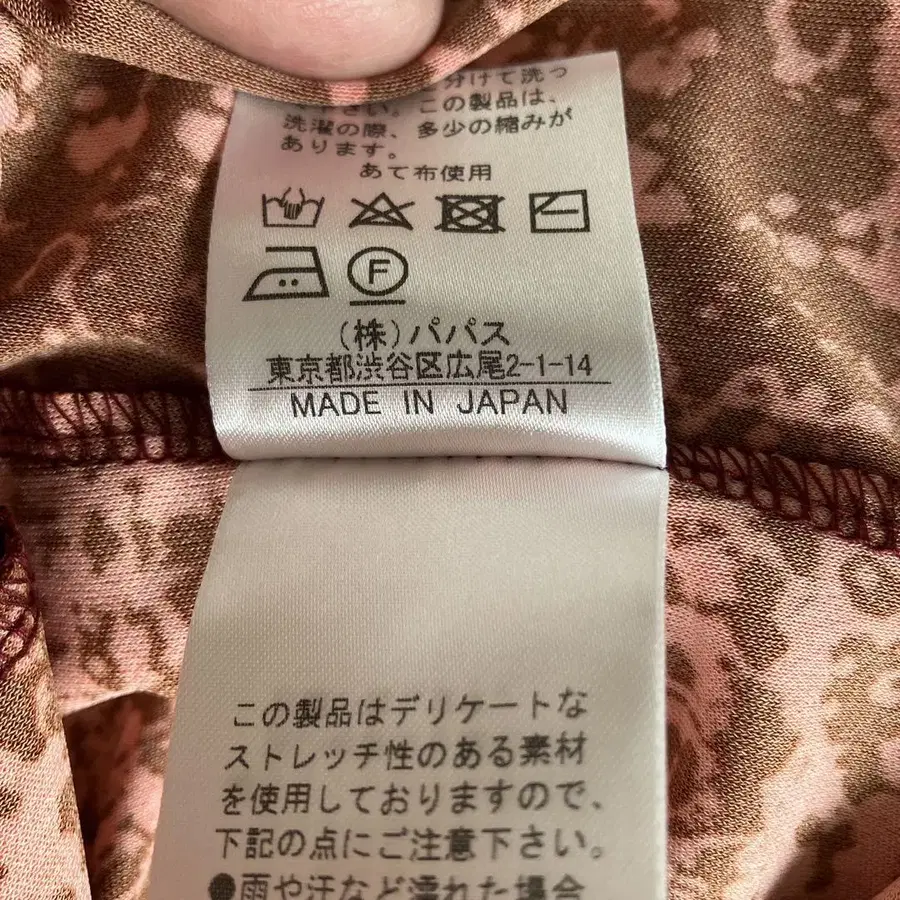 分けて洗っ
さい。この製品は、
洗濯の際、多少の縮みが
あります。
あて布使用
F
(株)パパス
東京都渋谷区広尾2-1-14
MADE IN JAPAN
この製品はデリケートな
ストレッチ性のある素材
を使用しておりますので、
下記の点にご注意下さい。
●雨や汗など濡れた場合